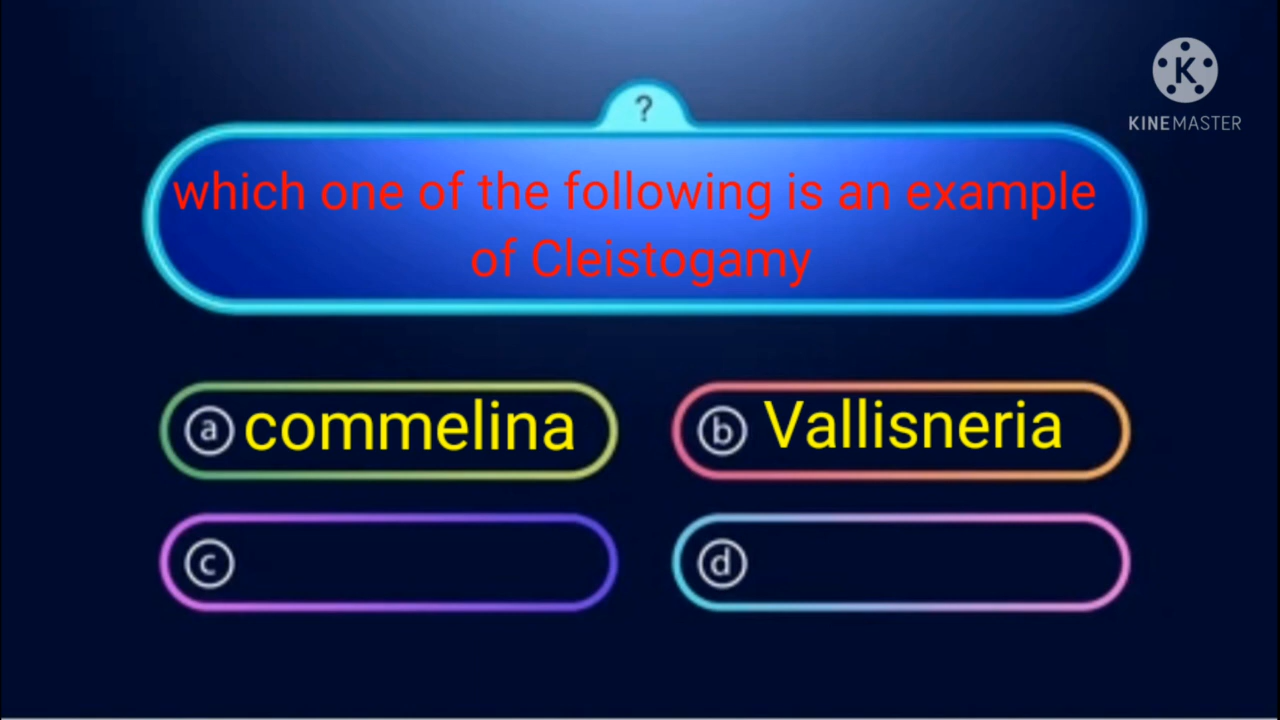 K
KINEMASTER
?
which one of the following is an example
of Cleistogamy
a commelina
b Vallisneria
c
d